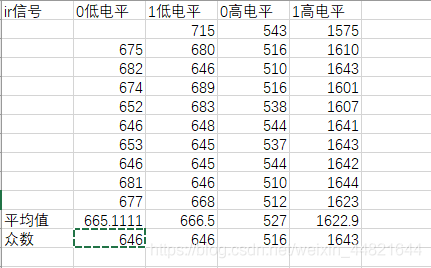 ir信号 0低电平 1低电平 0高电平 1高电平
715 543 1575
675 680 516 1610
682 646 510 1643
674 689 516 1601
652 683 538 1607
646 648 544 1641
653 645 537 1643
646 645 544 1642
681 646 510 1644
677 668 512 1623
平均值 665.1111 666.5 527 1622.9
众数 646 646 516 1643
https://blog.csdn.net/weixin_44821644